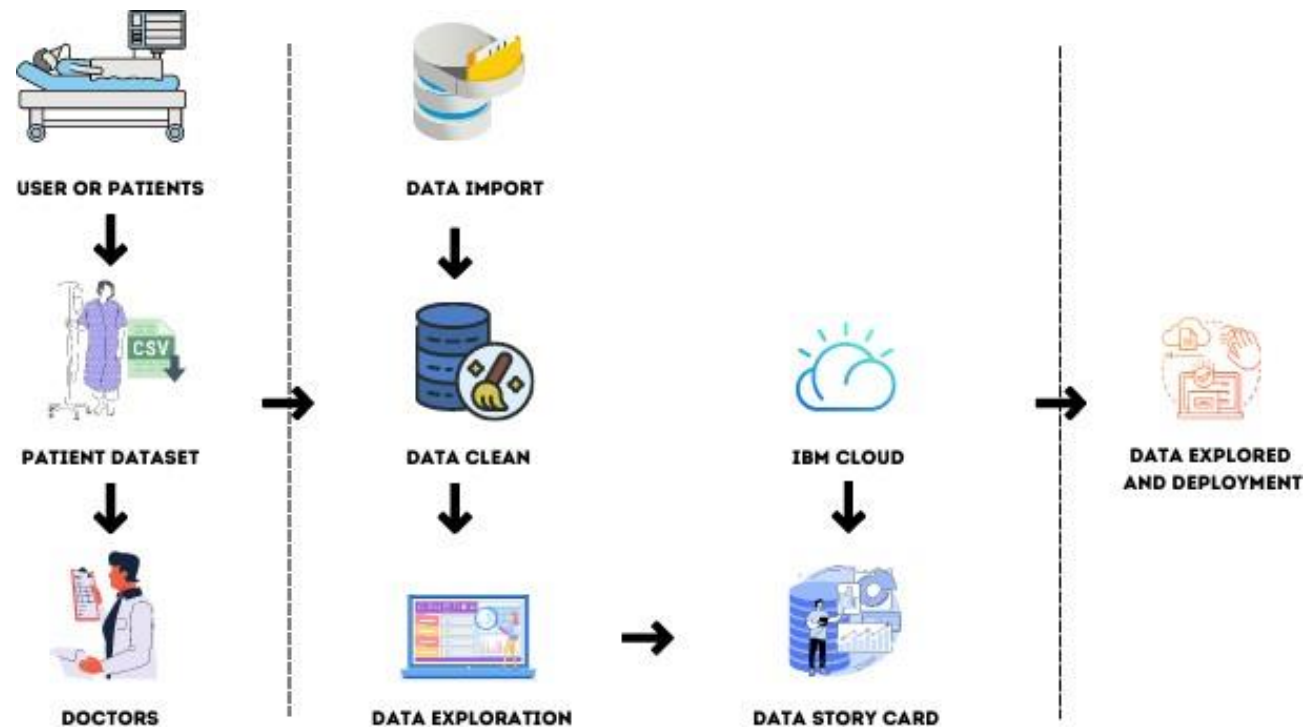 USER OR PATIENTS
DATA IMPORT
CSV
PATIENT DATASET
DATA CLEAN
IBM CLOUD
DATA EXPLORED
AND DEPLOYMENT
DOCTORS
DATA EXPLORATION
DATA STORY CARD